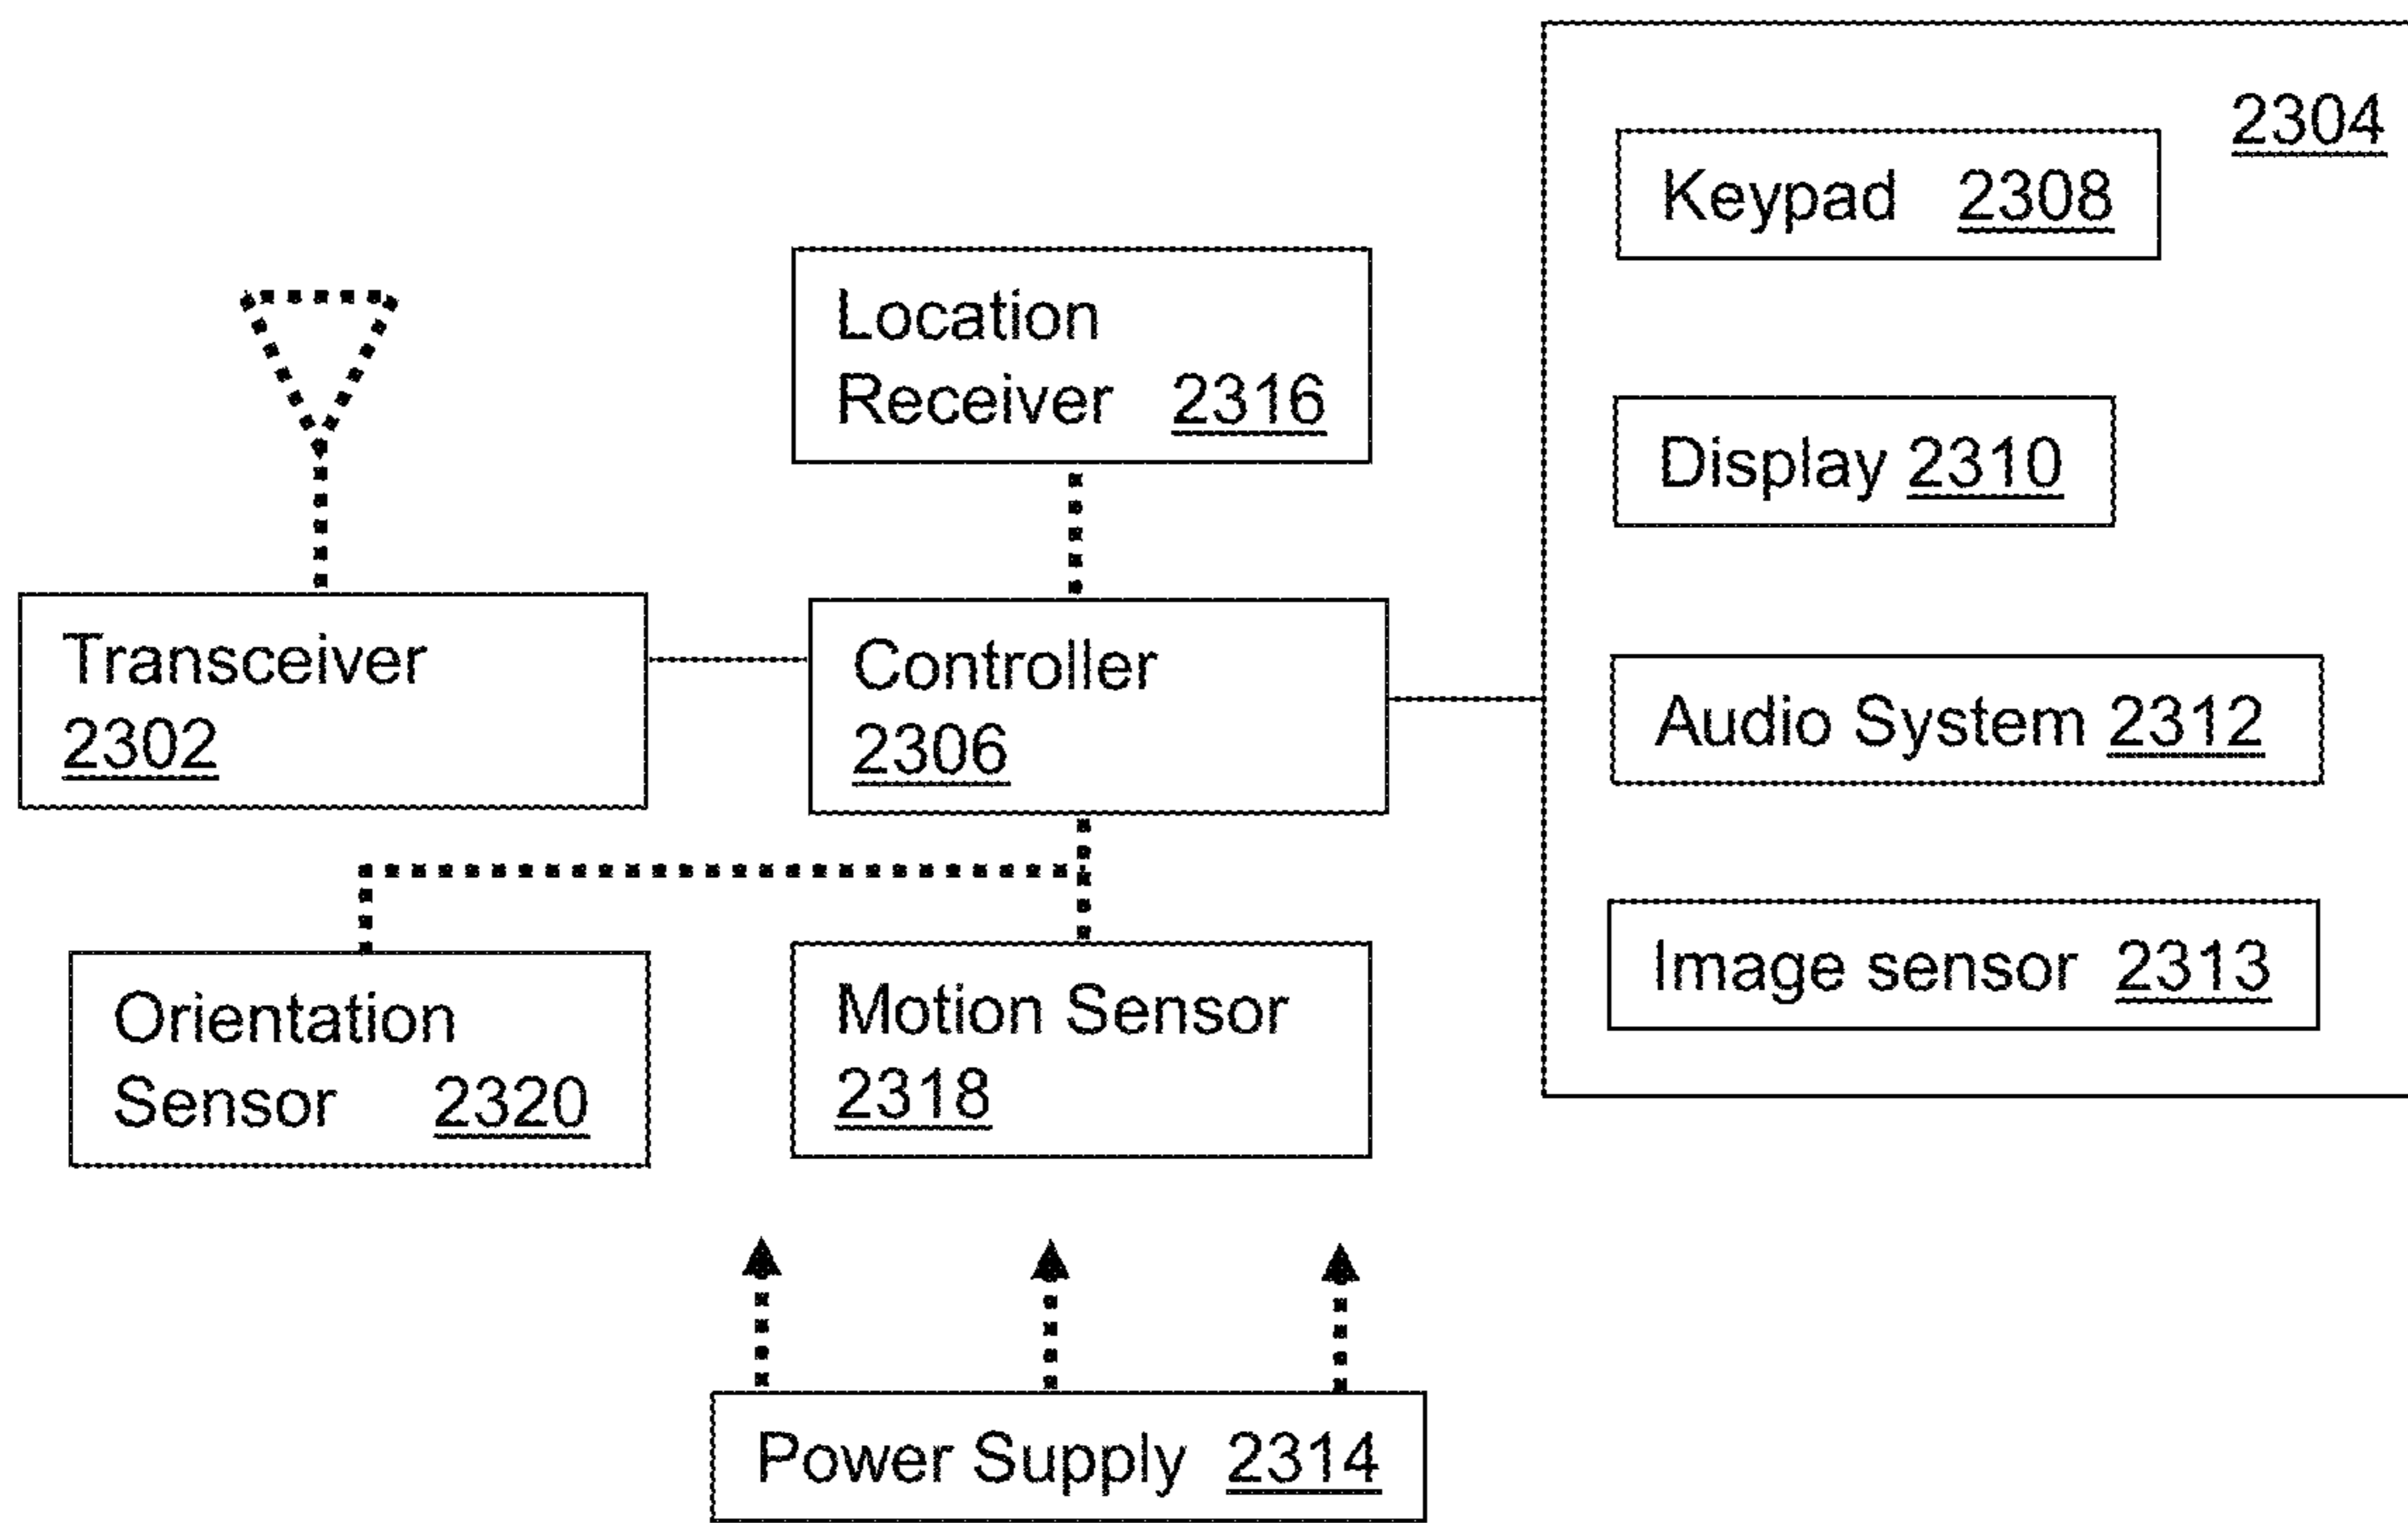 2304
Keypad 2308
Location
Receiver 2316
Display 2310
Transceiver
2302
Controller
2306
Audio System 2312
Image sensor 2313
Orientation
Sensor 2320
Motion Sensor
2318
Power Supply 2314